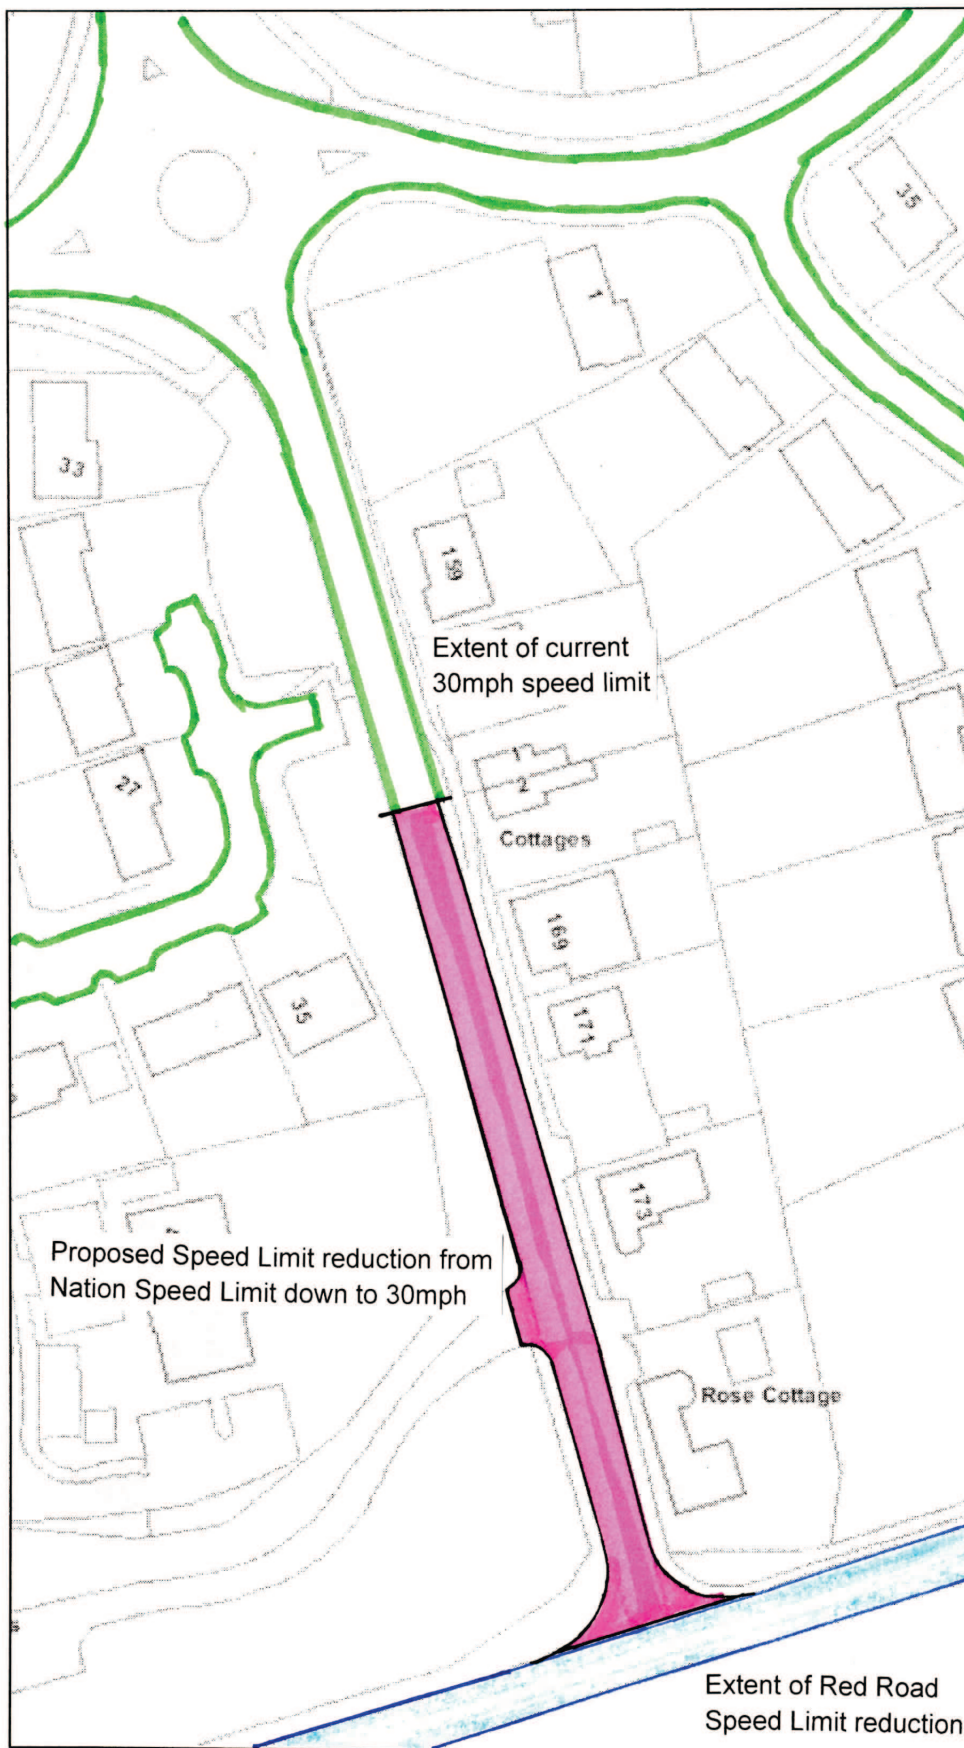 35
1
33
159
Extent of current
30mph speed limit
1
2
27
Cottages
169
35
171
173
Proposed Speed Limit reduction from
Nation Speed Limit down to 30mph
Rose Cottage
Extent of Red Road
Speed Limit reduction